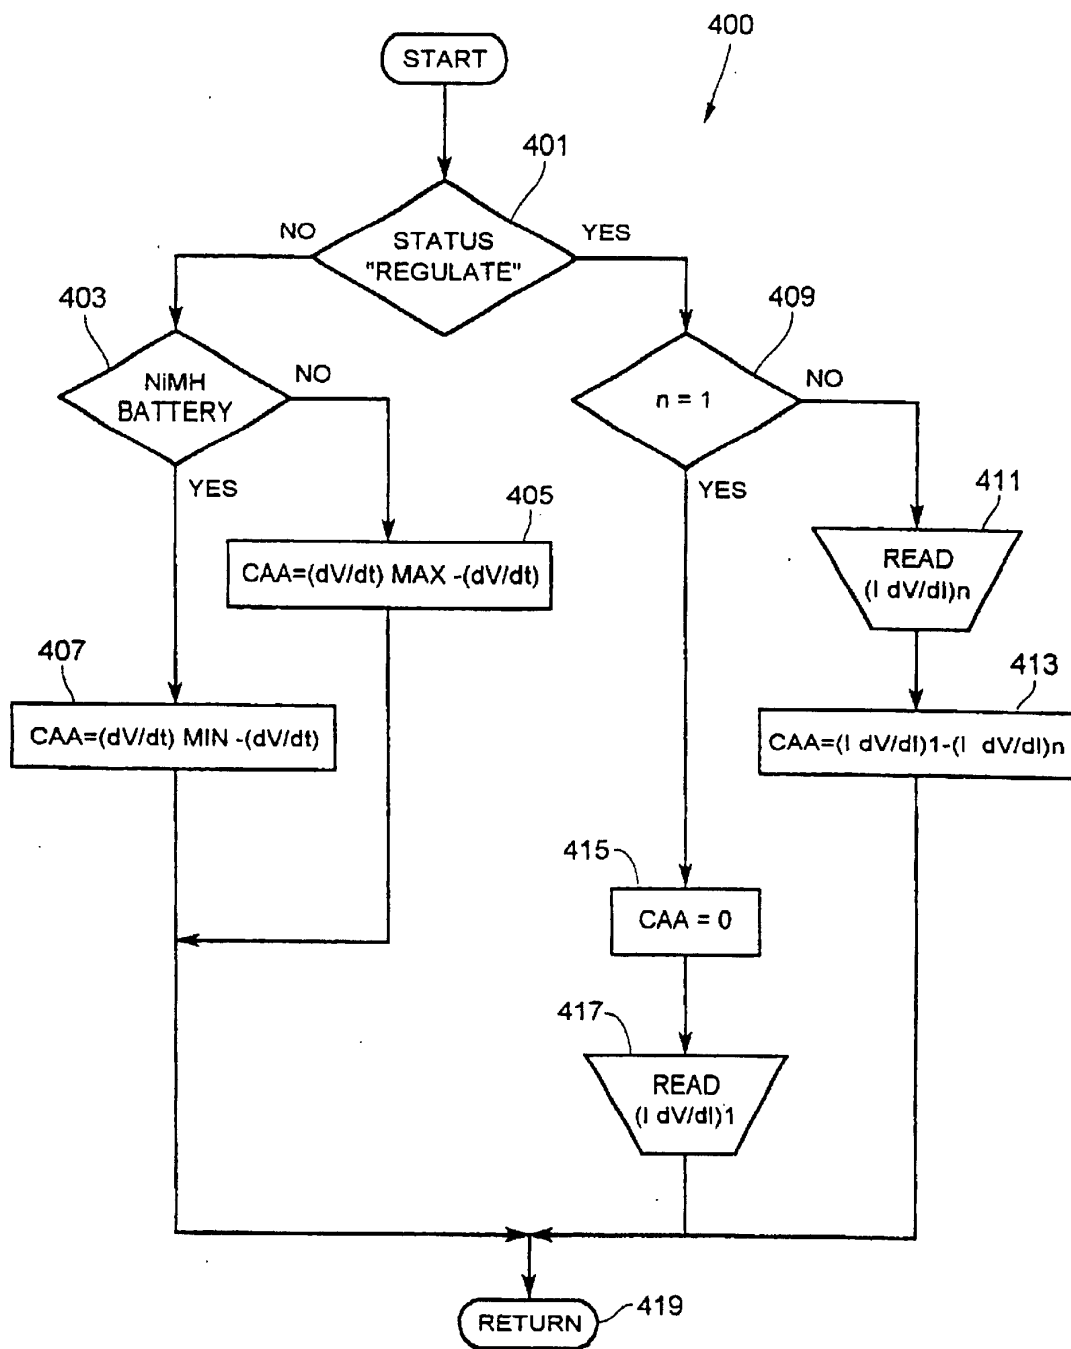 400
START
401
NO
STATUS
"REGULATE"
YES
403
409
NiMH
BATTERY
NO
n = 1
NO
YES
YES
405
411
CAA=(dV/dt) MAX -(dV/dt)
READ
(I dV/dI)n
407
413
CAA=(dV/dt) MIN -(dV/dt)
CAA=(I dV/dI)1-(I dV/dI)n
415
CAA = 0
417
READ
(I dV/dI)1
RETURN
419